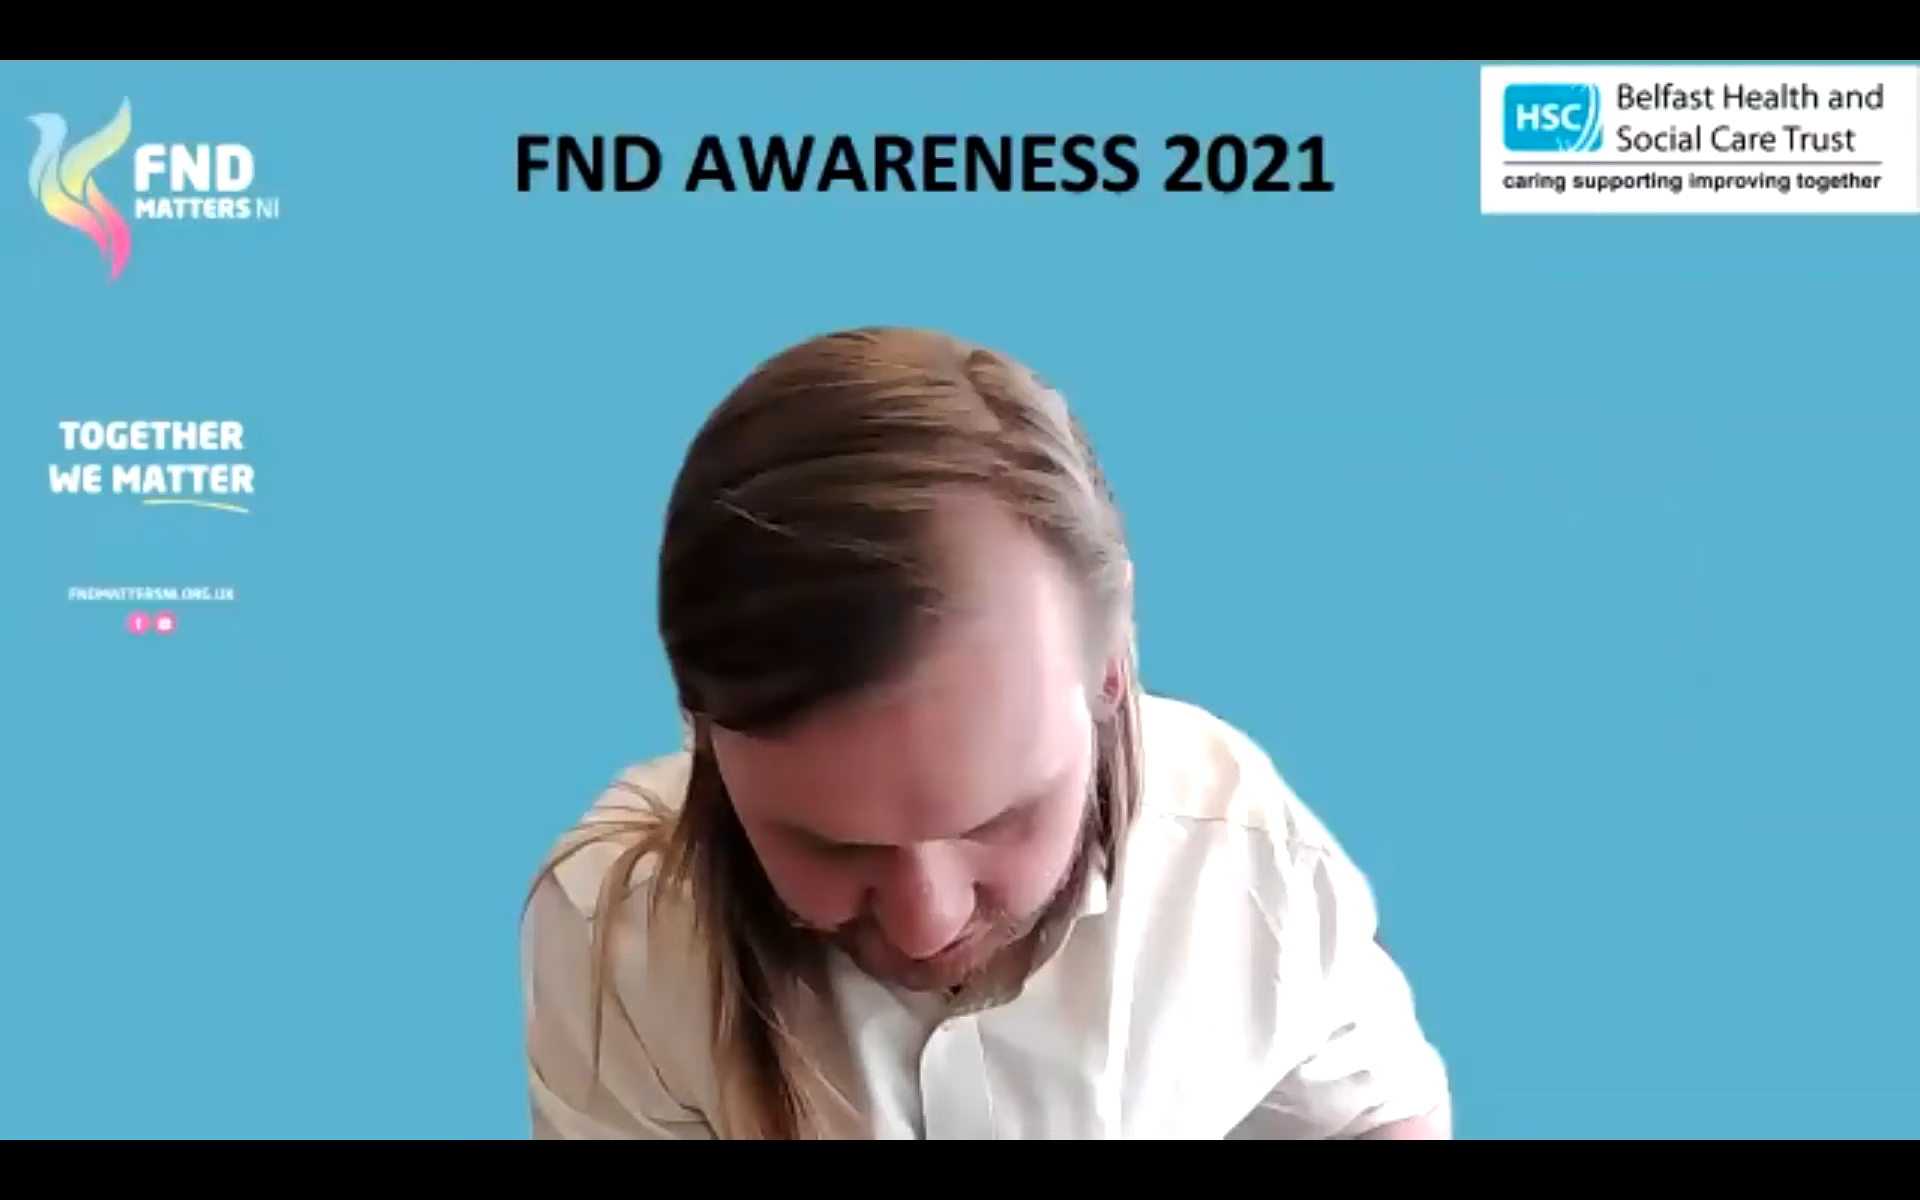 FND
MATTERS NI
FND AWARENESS 2021
HSC
Belfast Health and
Social Care Trust
caring supporting improving together
TOGETHER
WE MATTER
FNDMATTERSNI.ORG.UK